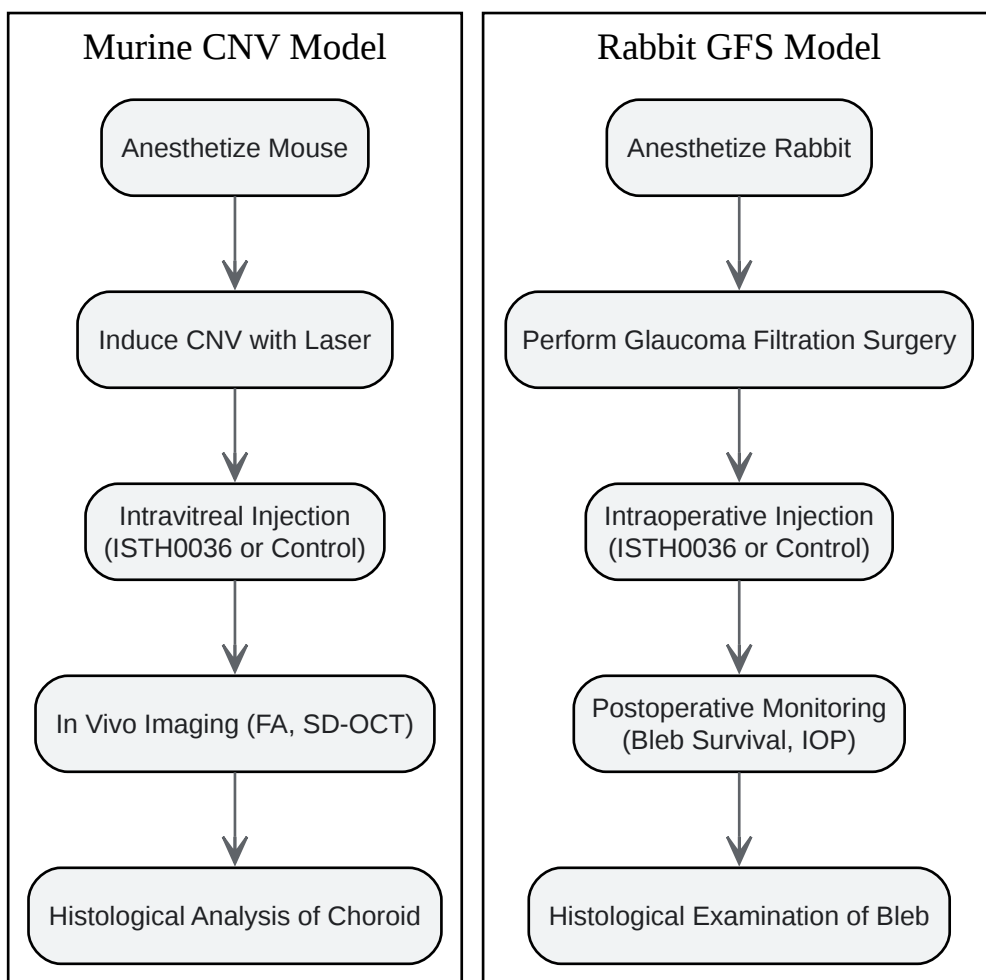 Murine CNV Model
Anesthetize Mouse
Induce CNV with Laser
Intravitreal Injection
(ISTH0036 or Control)
In Vivo Imaging (FA, SD-OCT)
Histological Analysis of Choroid
Rabbit GFS Model
Anesthetize Rabbit
Perform Glaucoma Filtration Surgery
Intraoperative Injection
(ISTH0036 or Control)
Postoperative Monitoring
(Bleb Survival, IOP)
Histological Examination of Bleb